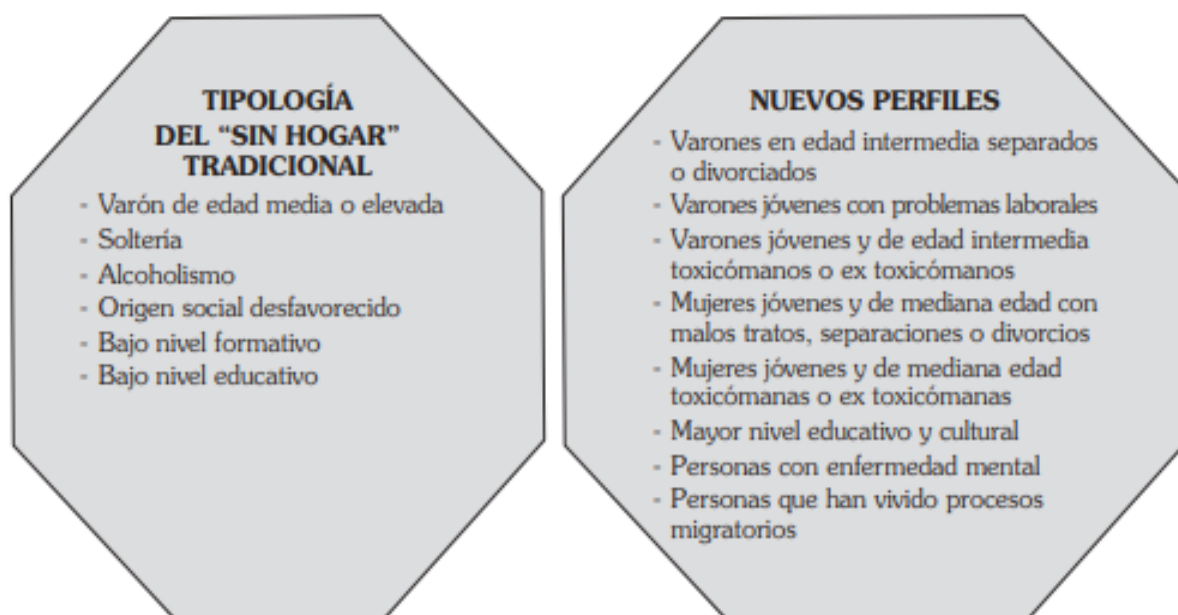 TIPOLOGÍA
DEL “SIN HOGAR”
TRADICIONAL
- Varón de edad media o elevada
- Soltería
- Alcoholismo
- Origen social desfavorecido
- Bajo nivel formativo
- Bajo nivel educativo
NUEVOS PERFILES
- Varones en edad intermedia separados
o divorciados
- Varones jóvenes con problemas laborales
- Varones jóvenes y de edad intermedia
toxicómanos o ex toxicómanos
- Mujeres jóvenes y de mediana edad con
malos tratos, separaciones o divorcios
- Mujeres jóvenes y de mediana edad
toxicómanas o ex toxicómanas
- Mayor nivel educativo y cultural
- Personas con enfermedad mental
- Personas que han vivido procesos
migratorios